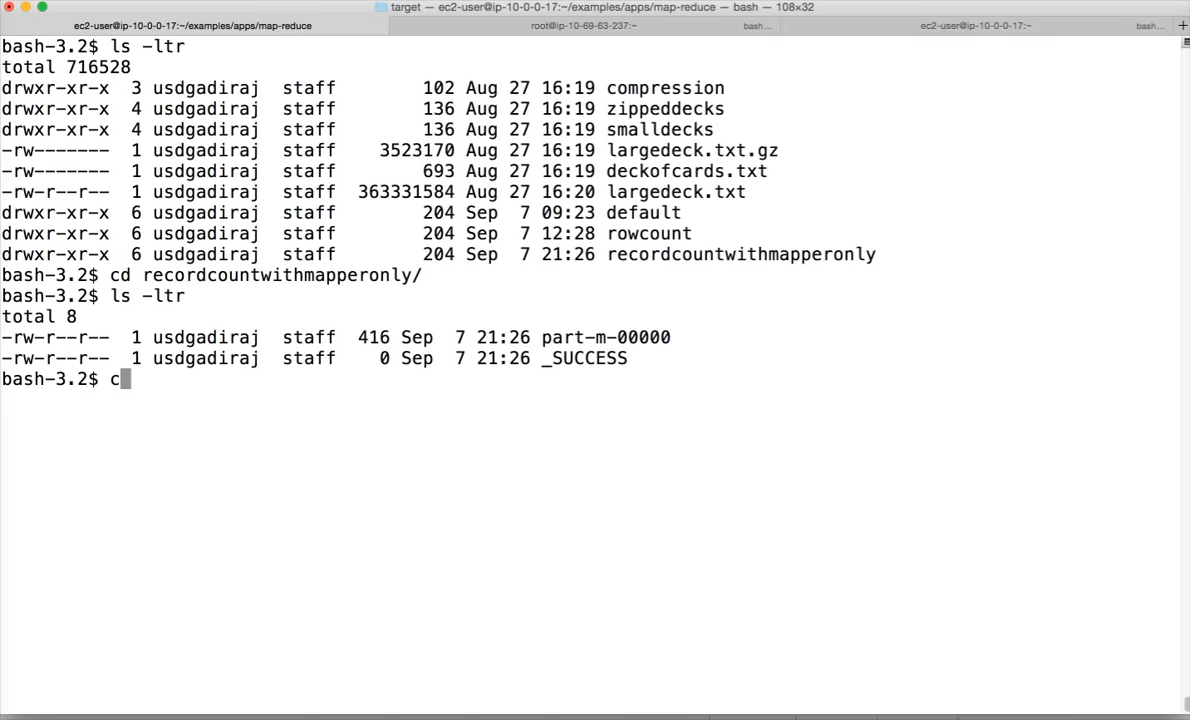 target — ec2-user@ip-10-0-0-17:~/examples/apps/map-reduce — bash — 108×32
ec2-user@ip-10-0-0-17:~/examples/apps/map-reduce root@ip-10-69-63-237:~ bash... ec2-user@ip-10-0-0-17:~ bash... +
bash-3.2$ ls -ltr
total 716528
drwxr-xr-x 3 usdgadiraj staff 102 Aug 27 16:19 compression
drwxr-xr-x 4 usdgadiraj staff 136 Aug 27 16:19 zippeddecks
drwxr-xr-x 4 usdgadiraj staff 136 Aug 27 16:19 smalldecks
-rw------- 1 usdgadiraj staff 3523170 Aug 27 16:19 largedeck.txt.gz
-rw------- 1 usdgadiraj staff 693 Aug 27 16:19 deckofcards.txt
-rw-r--r-- 1 usdgadiraj staff 363331584 Aug 27 16:20 largedeck.txt
drwxr-xr-x 6 usdgadiraj staff 204 Sep 7 09:23 default
drwxr-xr-x 6 usdgadiraj staff 204 Sep 7 12:28 rowcount
drwxr-xr-x 6 usdgadiraj staff 204 Sep 7 21:26 recordcountwithmapperonly
bash-3.2$ cd recordcountwithmapperonly/
bash-3.2$ ls -ltr
total 8
-rw-r--r-- 1 usdgadiraj staff 416 Sep 7 21:26 part-m-00000
-rw-r--r-- 1 usdgadiraj staff 0 Sep 7 21:26 _SUCCESS
bash-3.2$ c